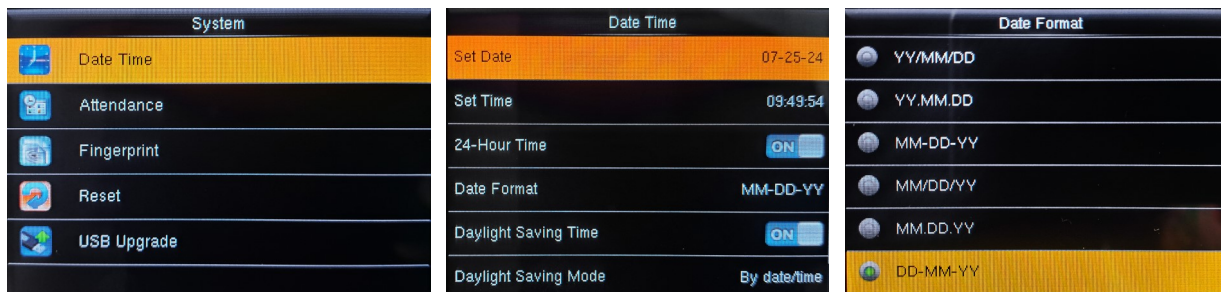 System
Date Time
Attendance
Fingerprint
Reset
USB Upgrade
Date Time
Set Date 07-25-24
Set Time 09:49:54
24-Hour Time ON
Date Format MM-DD-YY
Daylight Saving Time ON
Daylight Saving Mode By date/time
Date Format
YY/MM/DD
YY.MM.DD
MM-DD-YY
MM/DD/YY
MM.DD.YY
DD-MM-YY